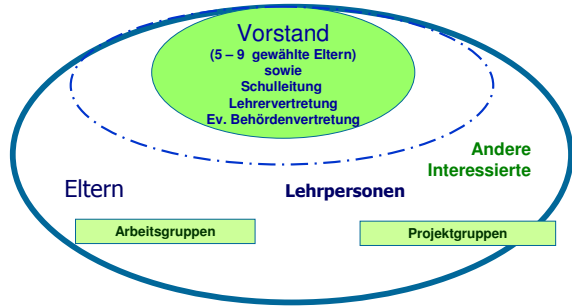 Vorstand
(5 – 9 gewählte Eltern)
sowie
Schulleitung
Lehrervertretung
Ev. Behördenvertretung
Andere
Interessierte
Eltern
Lehrpersonen
Arbeitsgruppen
Projektgruppen